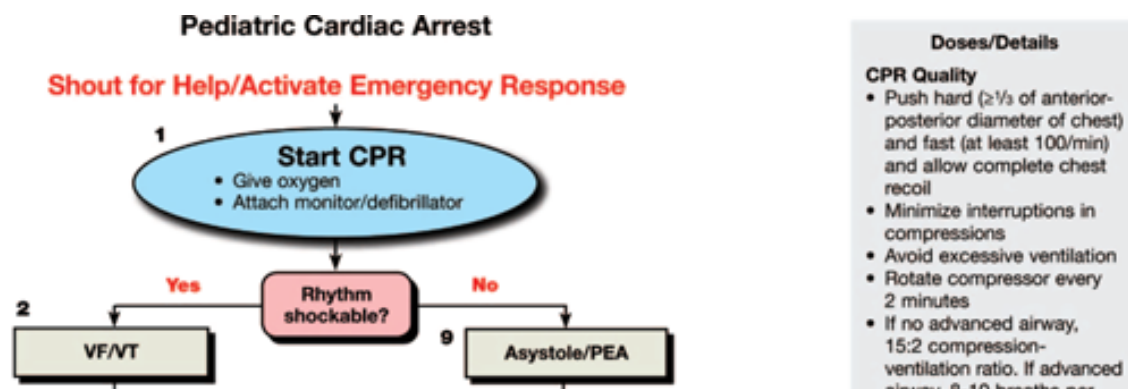 Pediatric Cardiac Arrest
Shout for Help/Activate Emergency Response
1
Start CPR
• Give oxygen
• Attach monitor/defibrillator
Yes
Rhythm
shockable?
No
2
VF/VT
9
Asystole/PEA
Doses/Details
CPR Quality
• Push hard (≥⅓ of anterior-
posterior diameter of chest)
and fast (at least 100/min)
and allow complete chest
recoil
• Minimize interruptions in
compressions
• Avoid excessive ventilation
• Rotate compressor every
2 minutes
• If no advanced airway,
15:2 compression-
ventilation ratio. If advanced